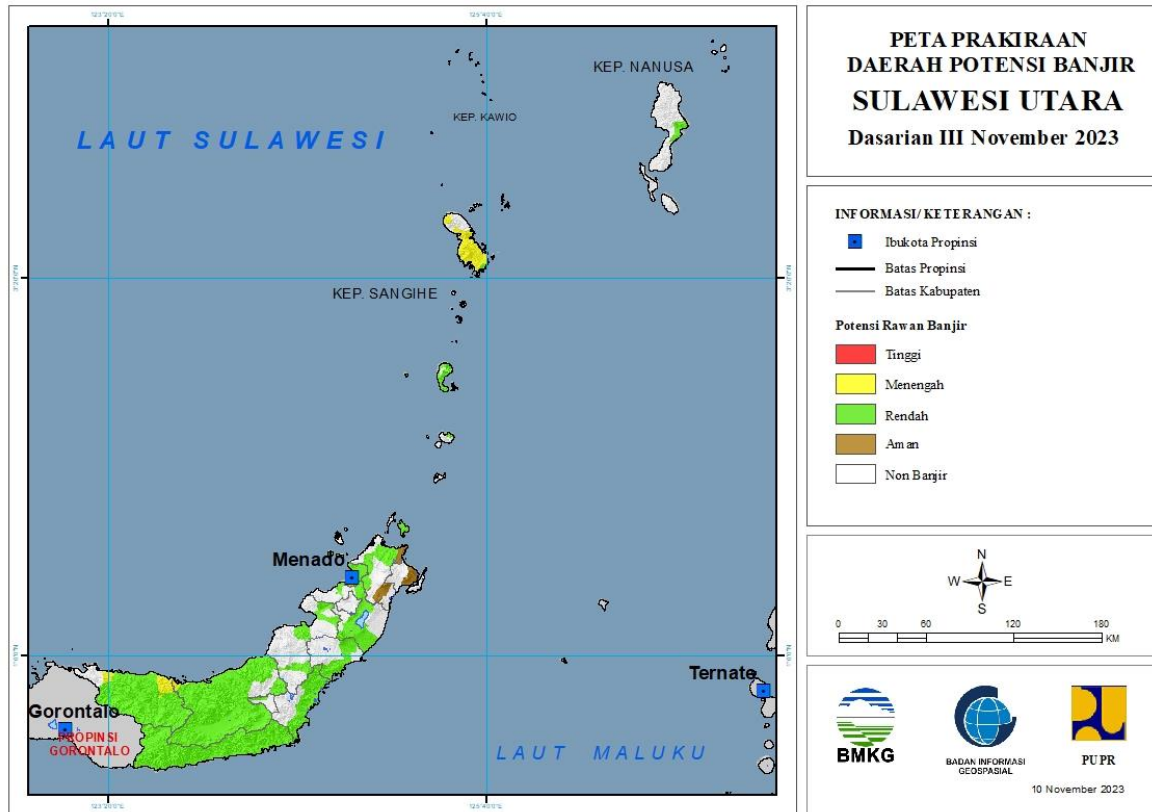 PETA PRAKIRAAN
DAERAH POTENSI BANJIR
SULAWESI UTARA
Dasarian III November 2023
KEP. NANUSA
KEP. KAWIO
LAUT SULAWESI
KEP. SANGIHE
Menado
Ternate
Gorontalo
PROPINSI
GORONTALO
LAUT MALUKU
INFORMASI/ KETERANGAN :
Ibukota Propinsi
Batas Propinsi
Batas Kabupaten
Potensi Rawan Banjir
Tinggi
Menengah
Rendah
Aman
Non Banjir
N
W E
S
0 30 60 120 180
KM
BMKG
BADAN INFORMASI
GEOSPASIAL
PUPR
10 November 2023